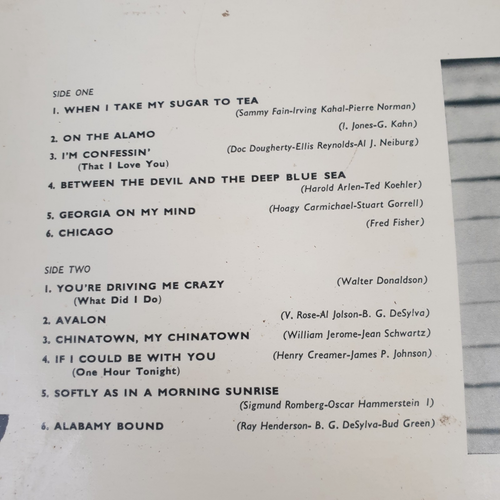 SIDE ONE
1. WHEN I TAKE MY SUGAR TO TEA
(Sammy Fain-Irving Kahal-Pierre Norman)
2. ON THE ALAMO (I. Jones-G. Kahn)
3. I'M CONFESSIN' (Doc Dougherty-Ellis Reynolds-Al J. Neiburg)
(That I Love You)
4. BETWEEN THE DEVIL AND THE DEEP BLUE SEA
(Harold Arlen-Ted Koehler)
5. GEORGIA ON MY MIND (Hoagy Carmichael-Stuart Gorrell)
6. CHICAGO (Fred Fisher)
SIDE TWO
1. YOU'RE DRIVING ME CRAZY (Walter Donaldson)
(What Did I Do)
2. AVALON (V. Rose-Al Jolson-B. G. DeSylva)
3. CHINATOWN, MY CHINATOWN (William Jerome-Jean Schwartz)
4. IF I COULD BE WITH YOU (Henry Creamer-James P. Johnson)
(One Hour Tonight)
5. SOFTLY AS IN A MORNING SUNRISE
(Sigmund Romberg-Oscar Hammerstein 1)
6. ALABAMY BOUND (Ray Henderson- B. G. DeSylva-Bud Green)